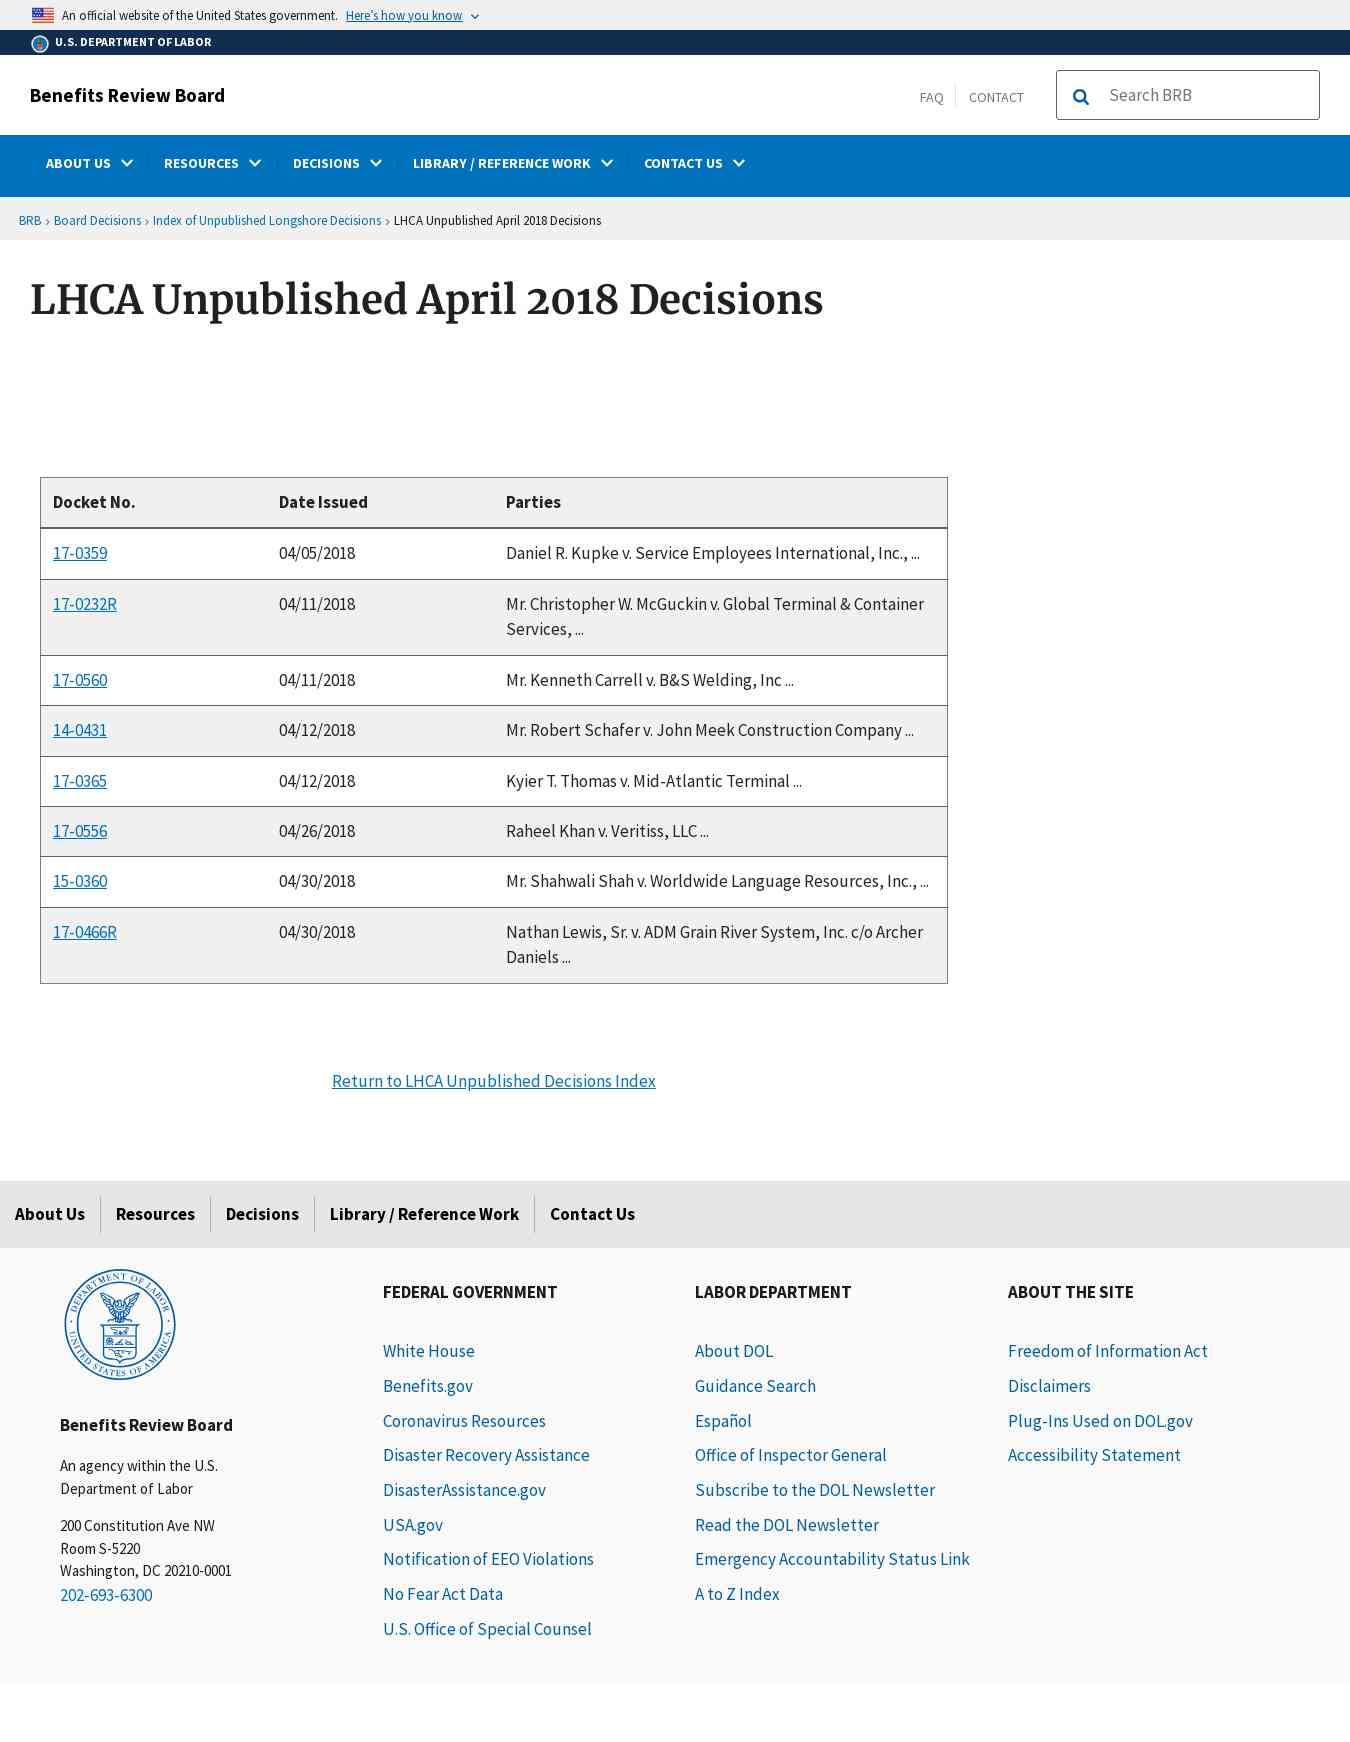 An official website of the United States government. Here's how you know
U.S. DEPARTMENT OF LABOR
Benefits Review Board
FAQ
CONTACT
Search BRB
ABOUT US
RESOURCES
DECISIONS
LIBRARY / REFERENCE WORK
CONTACT US
BRB › Board Decisions › Index of Unpublished Longshore Decisions › LHCA Unpublished April 2018 Decisions
LHCA Unpublished April 2018 Decisions
Docket No. Date Issued Parties
17-0359 04/05/2018 Daniel R. Kupke v. Service Employees International, Inc., ...
17-0232R 04/11/2018 Mr. Christopher W. McGuckin v. Global Terminal & Container
Services, ...
17-0560 04/11/2018 Mr. Kenneth Carrell v. B&S Welding, Inc ...
14-0431 04/12/2018 Mr. Robert Schafer v. John Meek Construction Company ...
17-0365 04/12/2018 Kyier T. Thomas v. Mid-Atlantic Terminal ...
17-0556 04/26/2018 Raheel Khan v. Veritiss, LLC ...
15-0360 04/30/2018 Mr. Shahwali Shah v. Worldwide Language Resources, Inc., ...
17-0466R 04/30/2018 Nathan Lewis, Sr. v. ADM Grain River System, Inc. c/o Archer
Daniels ...
Return to LHCA Unpublished Decisions Index
About Us
Resources
Decisions
Library / Reference Work
Contact Us
DEPARTMENT OF LABOR
UNITED STATES OF AMERICA
Benefits Review Board
An agency within the U.S.
Department of Labor
200 Constitution Ave NW
Room S-5220
Washington, DC 20210-0001
202-693-6300
FEDERAL GOVERNMENT
White House
Benefits.gov
Coronavirus Resources
Disaster Recovery Assistance
DisasterAssistance.gov
USA.gov
Notification of EEO Violations
No Fear Act Data
U.S. Office of Special Counsel
LABOR DEPARTMENT
About DOL
Guidance Search
Español
Office of Inspector General
Subscribe to the DOL Newsletter
Read the DOL Newsletter
Emergency Accountability Status Link
A to Z Index
ABOUT THE SITE
Freedom of Information Act
Disclaimers
Plug-Ins Used on DOL.gov
Accessibility Statement